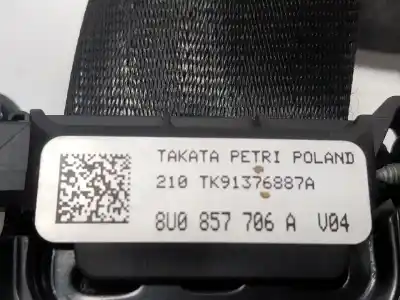 TAKATA PETRI POLAND
210 TK91376887A
8U0 857 706 A V04